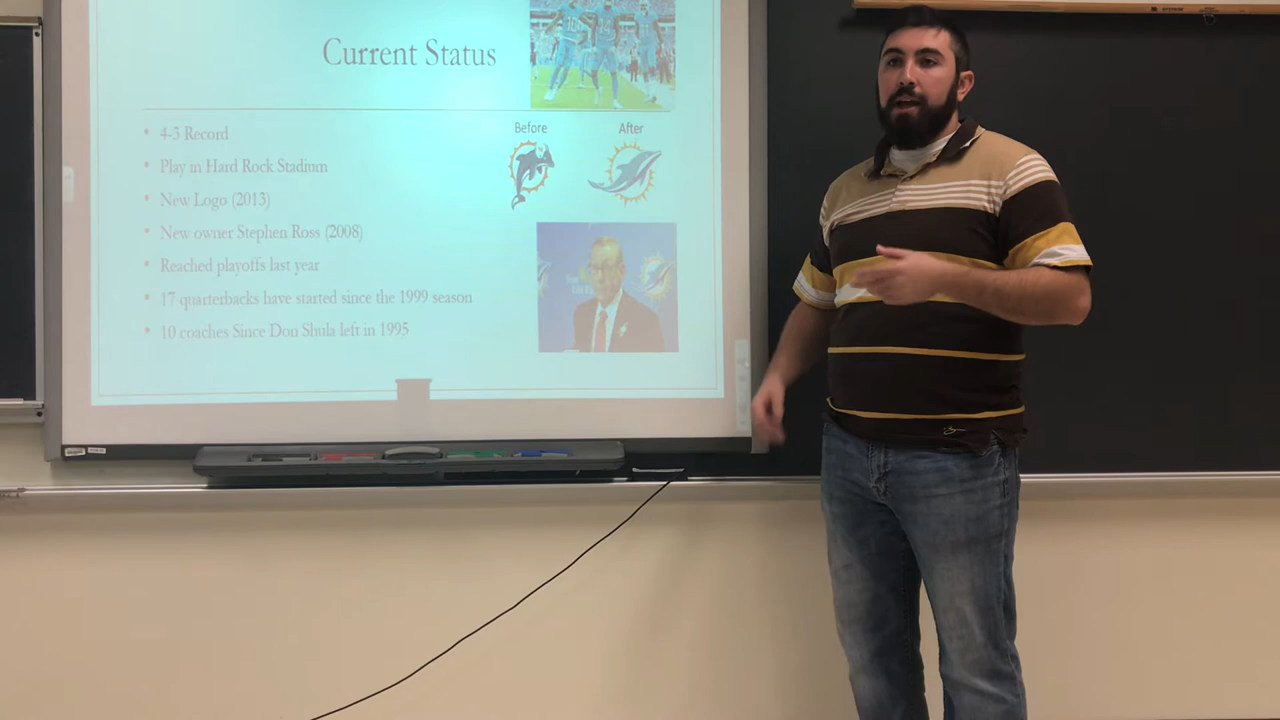 Current Status
• 4-3 Record
• Play in Hard Rock Stadium
• New Logo (2013)
• New owner Stephen Ross (2008)
• Reached playoffs last year
• 17 quarterbacks have started since the 1999 season
• 10 coaches Since Don Shula left in 1995
Before
After